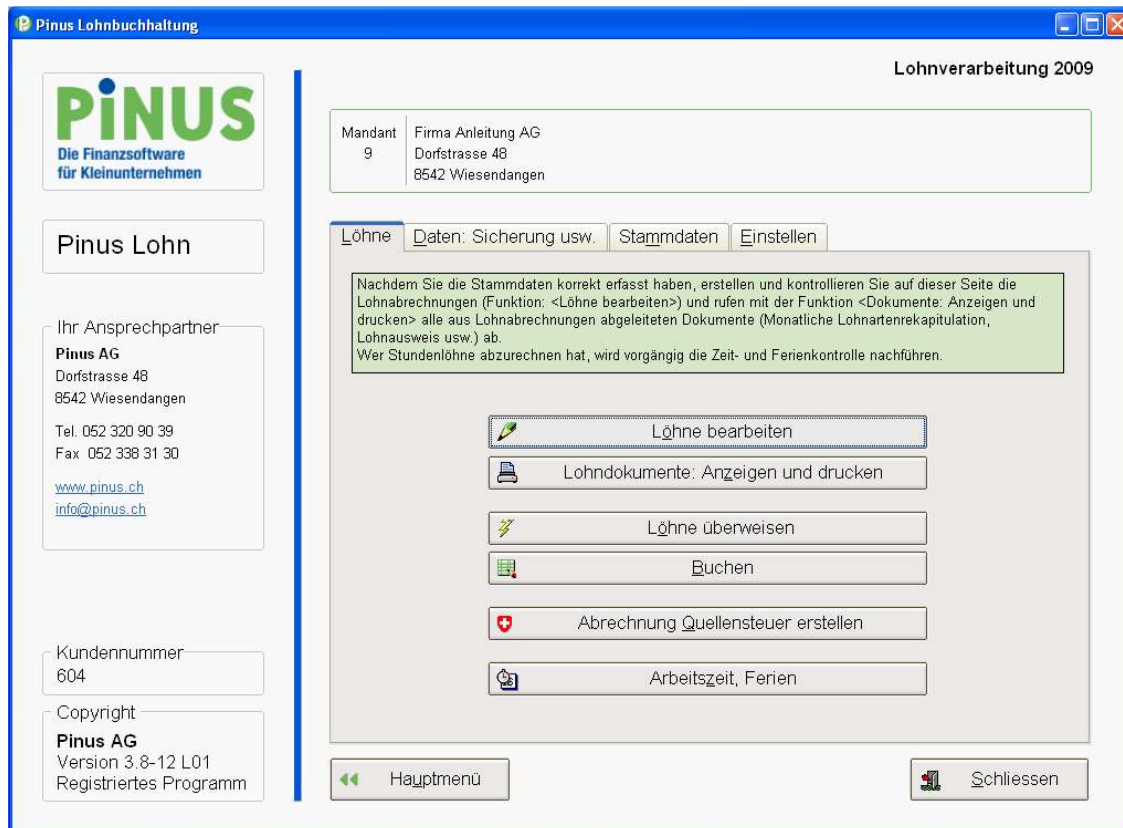 Pinus Lohnbuchhaltung
Lohnverarbeitung 2009
PiNUS
Die Finanzsoftware
für Kleinunternehmen
Mandant
9
Firma Anleitung AG
Dorfstrasse 48
8542 Wiesendangen
Pinus Lohn
Löhne Daten: Sicherung usw. Stammdaten Einstellen
Nachdem Sie die Stammdaten korrekt erfasst haben, erstellen und kontrollieren Sie auf dieser Seite die
Lohnabrechnungen (Funktion: <Löhne bearbeiten>) und rufen mit der Funktion <Dokumente: Anzeigen und
drucken> alle aus Lohnabrechnungen abgeleiteten Dokumente (Monatliche Lohnartenrekapitulation,
Lohnausweis usw.) ab.
Wer Stundenlöhne abzurechnen hat, wird vorgängig die Zeit- und Ferienkontrolle nachführen.
Ihr Ansprechpartner
Pinus AG
Dorfstrasse 48
8542 Wiesendangen
Tel. 052 320 90 39
Fax 052 338 31 30
www.pinus.ch
info@pinus.ch
Löhne bearbeiten
Lohndokumente: Anzeigen und drucken
Löhne überweisen
Buchen
Abrechnung Quellensteuer erstellen
Arbeitszeit, Ferien
Kundennummer
604
Copyright
Pinus AG
Version 3.8-12 L01
Registriertes Programm
Hauptmenü
Schliessen